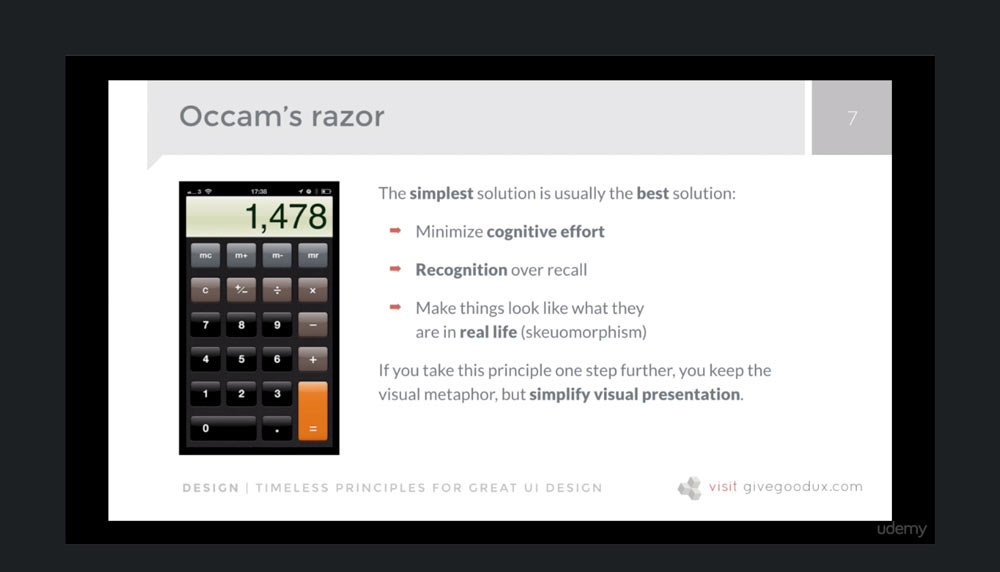 Occam's razor
7
3 17:38
1,478
mc m+ m- mr
c +/- ÷ ×
7 8 9 −
4 5 6 +
1 2 3
0 . =
The simplest solution is usually the best solution:
Minimize cognitive effort
Recognition over recall
Make things look like what they
are in real life (skeuomorphism)
If you take this principle one step further, you keep the
visual metaphor, but simplify visual presentation.
DESIGN | TIMELESS PRINCIPLES FOR GREAT UI DESIGN
visit givegoodux.com
udemy